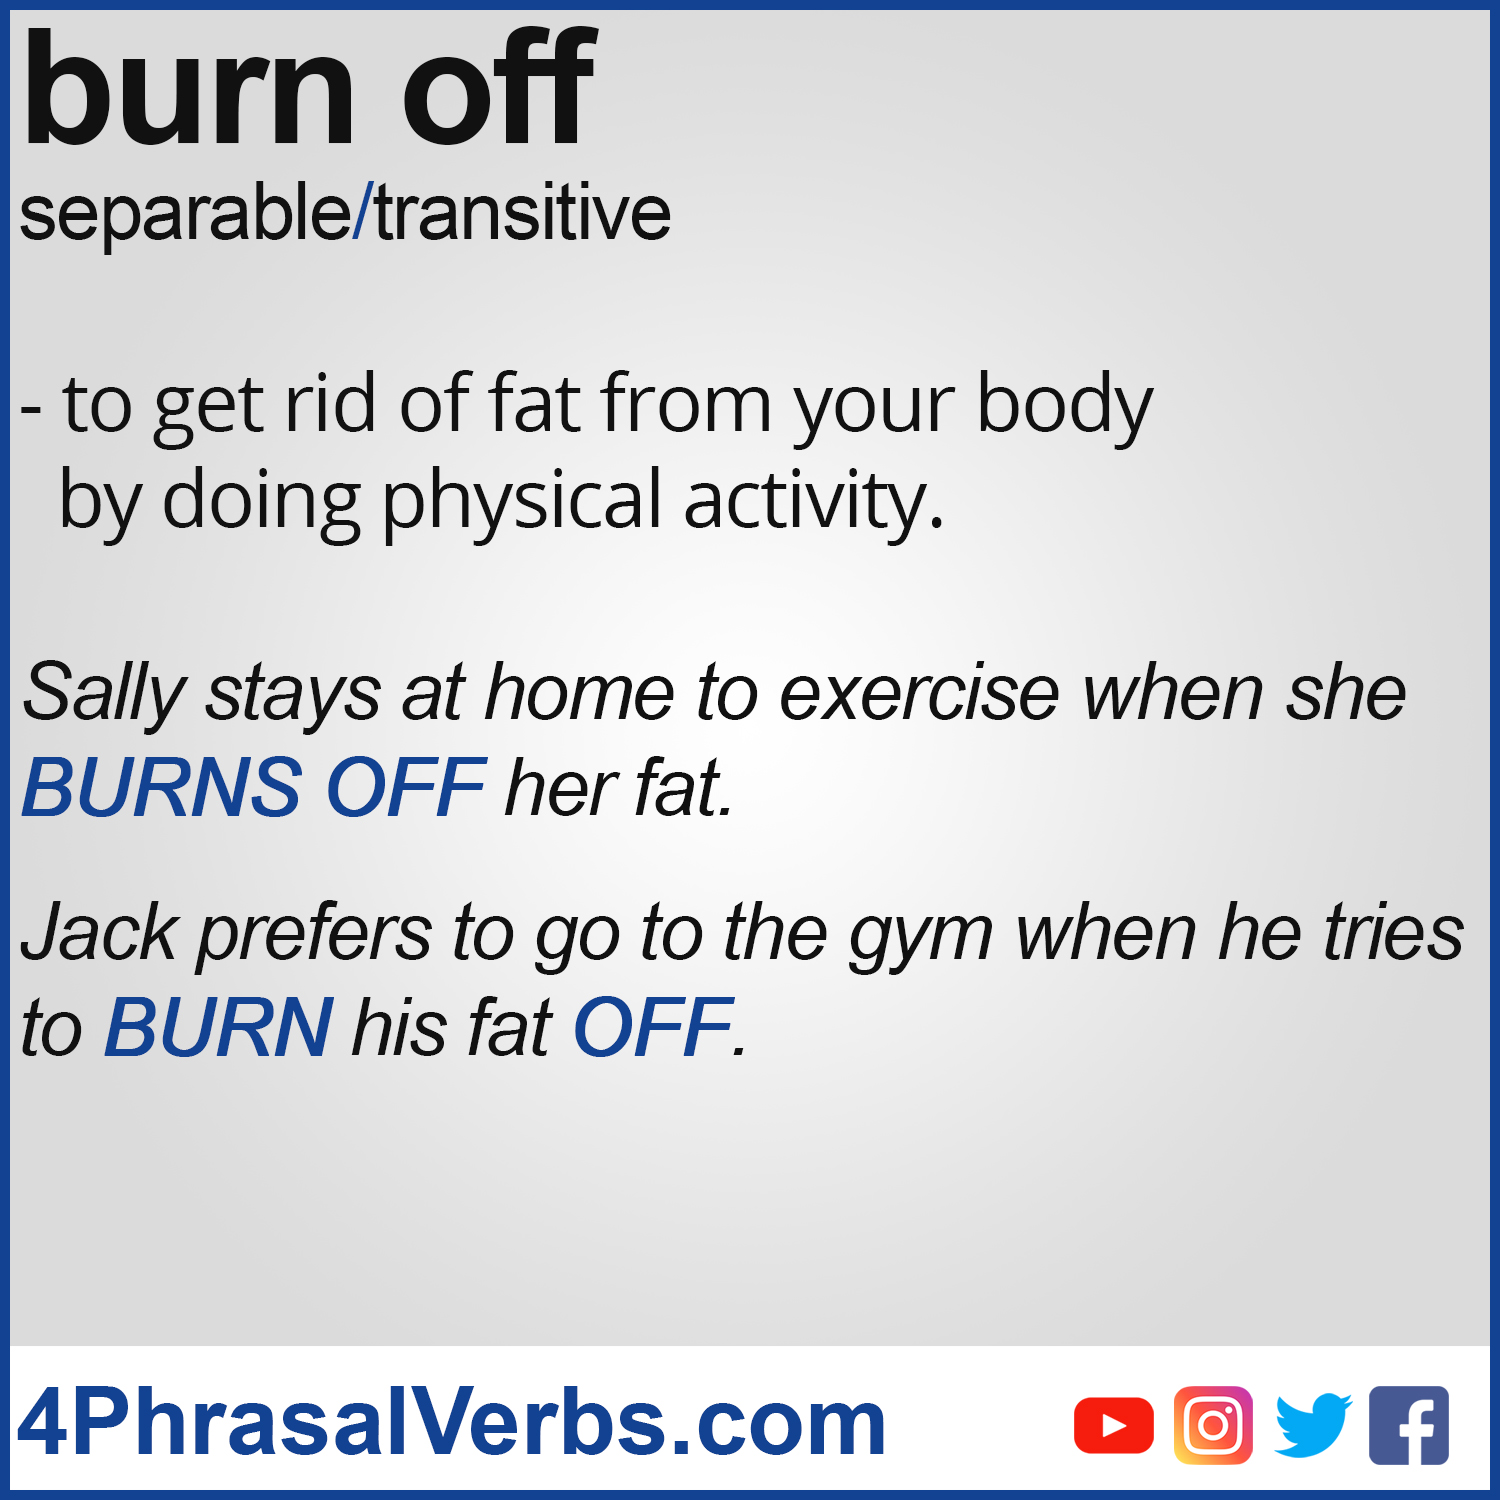 burn off
separable/transitive
- to get rid of fat from your body
by doing physical activity.
Sally stays at home to exercise when she
BURNS OFF her fat.
Jack prefers to go to the gym when he tries
to BURN his fat OFF.
4PhrasalVerbs.com